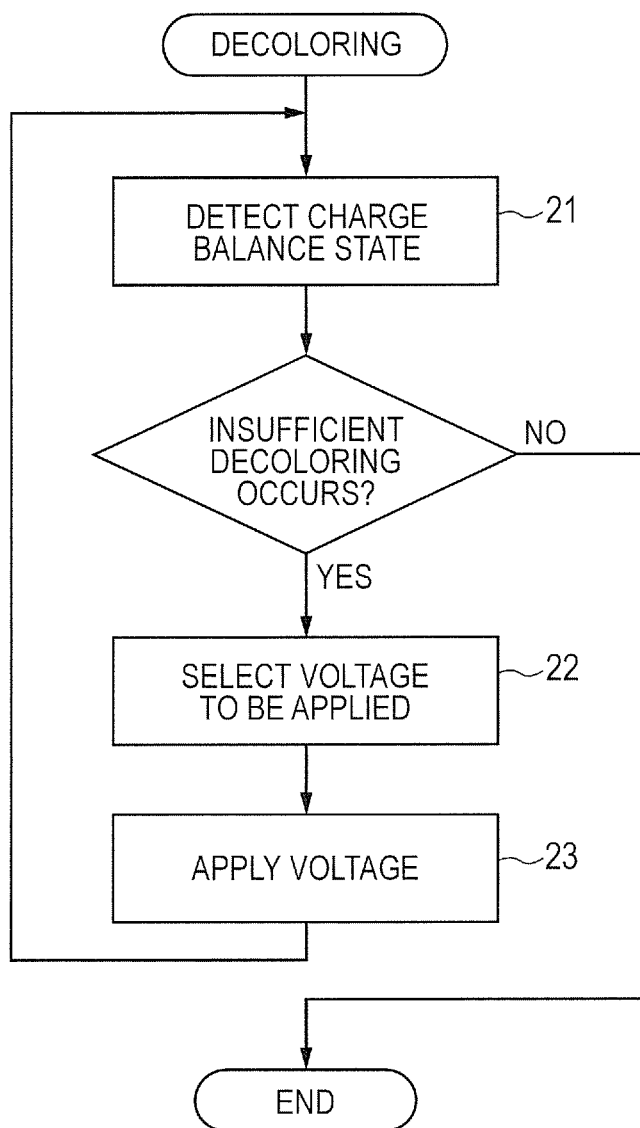 DECOLORING
DETECT CHARGE
BALANCE STATE
21
INSUFFICIENT
DECOLORING
OCCURS?
NO
YES
SELECT VOLTAGE
TO BE APPLIED
22
APPLY VOLTAGE
23
END